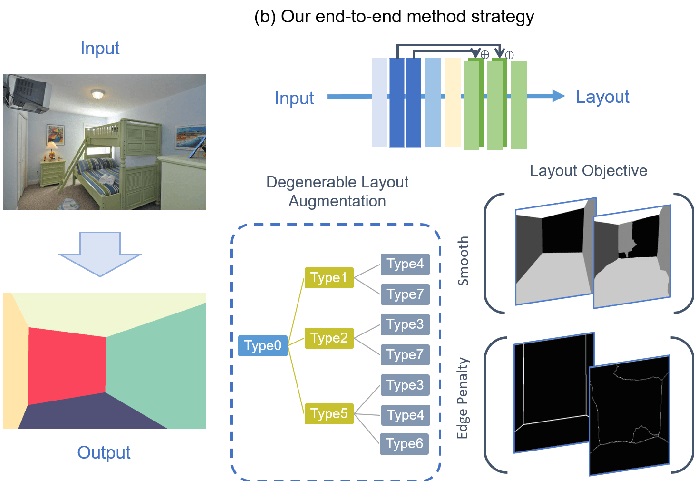 (b) Our end-to-end method strategy
Input
Output
Input
Layout
Degenerable Layout
Augmentation
Type0
Type1
Type2
Type5
Type4
Type7
Type3
Type7
Type3
Type4
Type6
Layout Objective
Smooth
Edge Penalty